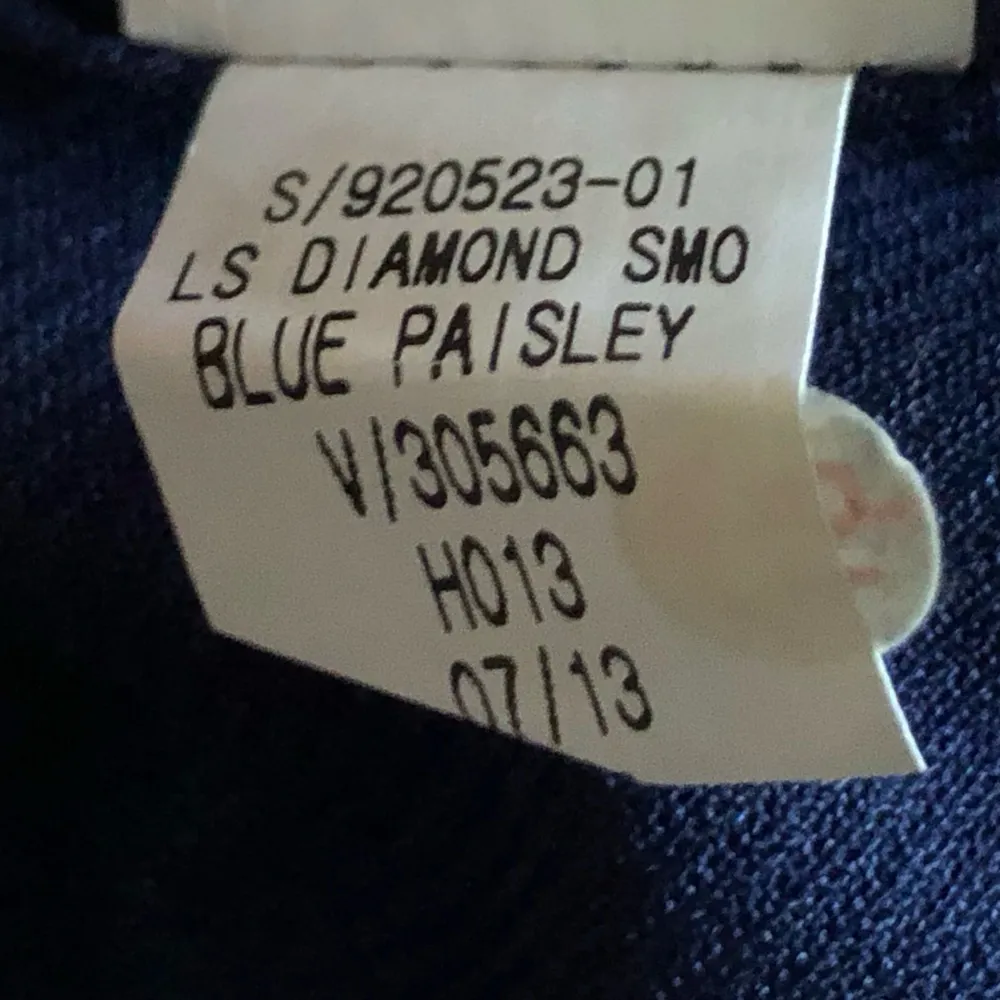 S/920523-01
LS DIAMOND SMO
BLUE PAISLEY
V/305663
H013
07/13